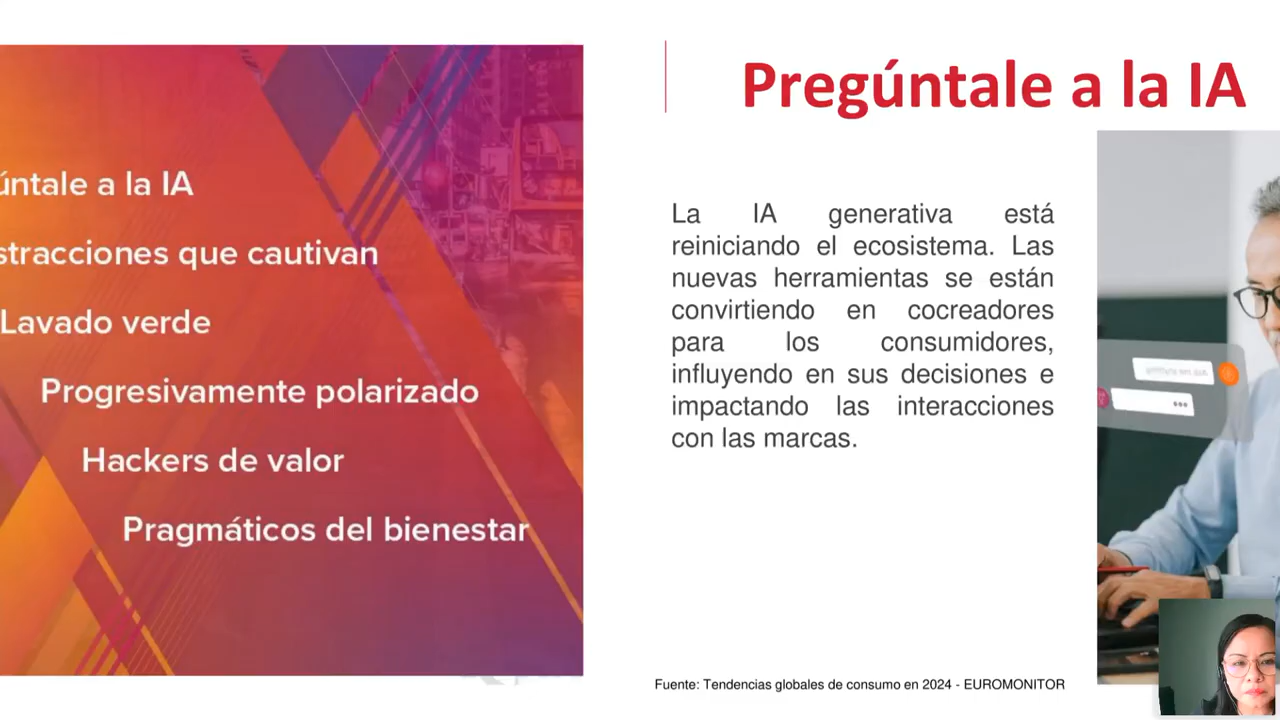 úntale a la IA
stracciones que cautivan
Lavado verde
Progresivamente polarizado
Hackers de valor
Pragmáticos del bienestar
Pregúntale a la IA
La IA generativa está
reiniciando el ecosistema. Las
nuevas herramientas se están
convirtiendo en cocreadores
para los consumidores,
influyendo en sus decisiones e
impactando las interacciones
con las marcas.
Fuente: Tendencias globales de consumo en 2024 - EUROMONITOR